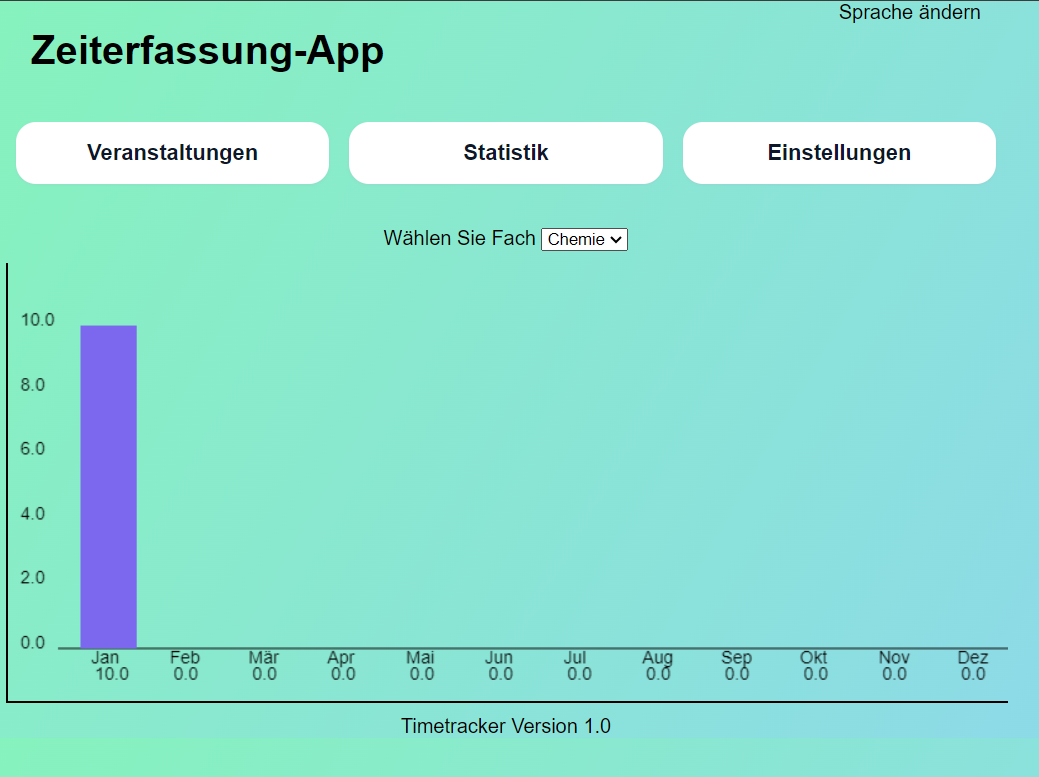 Sprache ändern
Zeiterfassung-App
Veranstaltungen Statistik Einstellungen
Wählen Sie Fach Chemie
10.0
8.0
6.0
4.0
2.0
0.0
Jan Feb Mär Apr Mai Jun Jul Aug Sep Okt Nov Dez
10.0 0.0 0.0 0.0 0.0 0.0 0.0 0.0 0.0 0.0 0.0 0.0
Timetracker Version 1.0